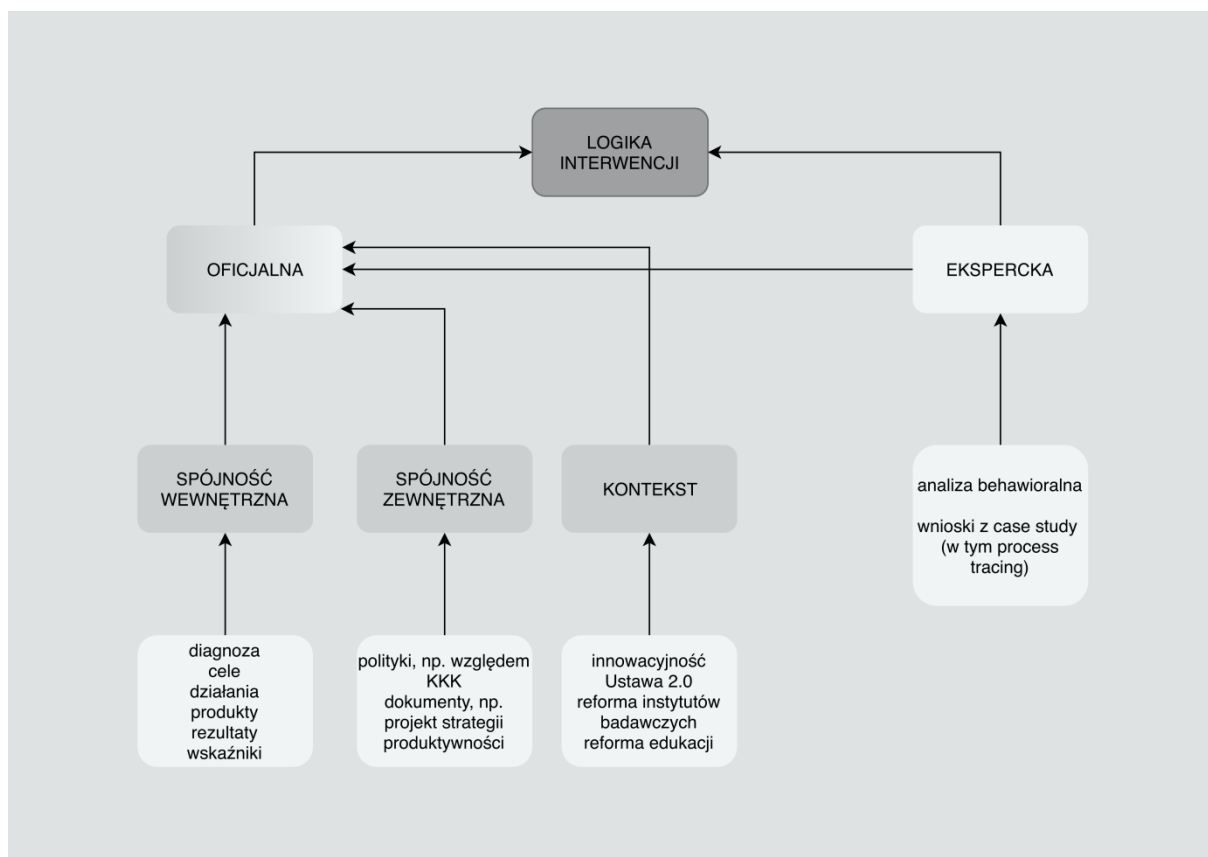 LOGIKA
INTERWENCJI
OFICJALNA
EKSPERCKA
SPÓJNOŚĆ
WEWNĘTRZNA
SPÓJNOŚĆ
ZEWNĘTRZNA
KONTEKST
analiza behawioralna
wnioski z case study
(w tym process
tracing)
diagnoza
cele
działania
produkty
rezultaty
wskaźniki
polityki, np. względem
KKK
dokumenty, np.
projekt strategii
produktywności
innowacyjność
Ustawa 2.0
reforma instytutów
badawczych
reforma edukacji